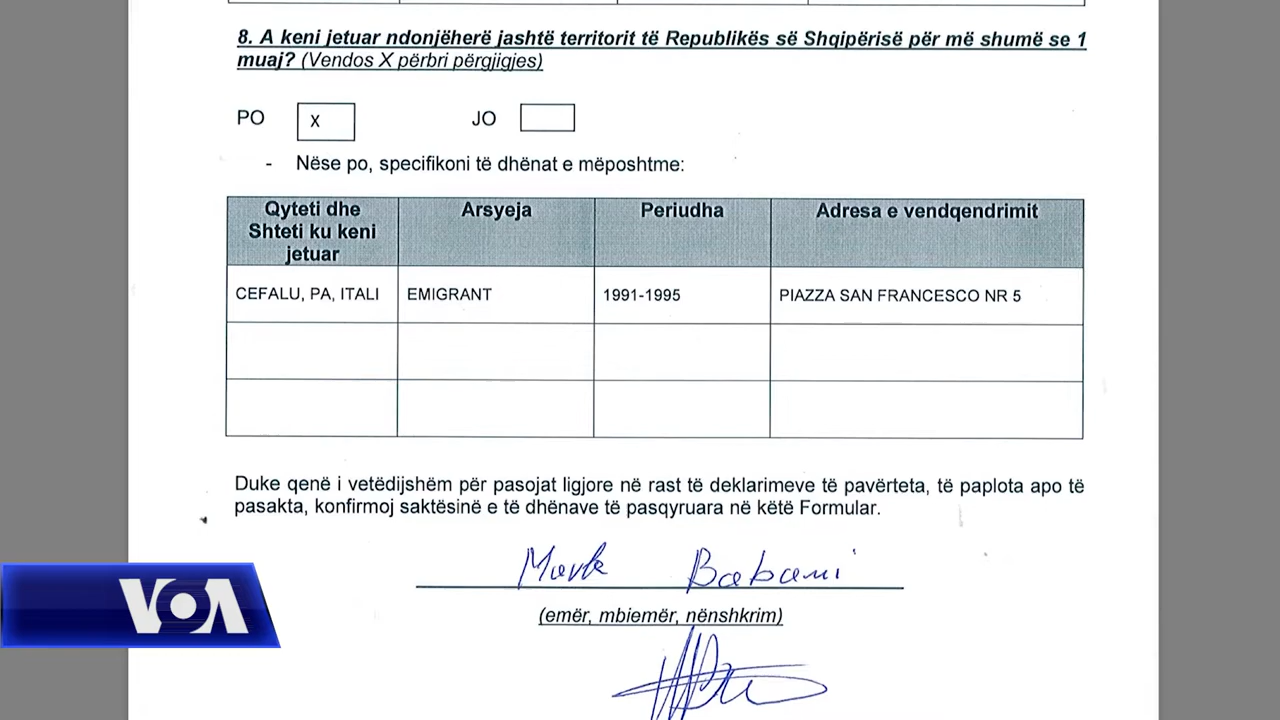 8. A keni jetuar ndonjëherë jashtë territorit të Republikës së Shqipërisë për më shumë se 1
muaj? (Vendos X përbri përgjigjes)
PO X JO
- Nëse po, specifikoni të dhënat e mëposhtme:
Qyteti dhe Shteti ku keni jetuar Arsyeja Periudha Adresa e vendqendrimit
CEFALU, PA, ITALI EMIGRANT 1991-1995 PIAZZA SAN FRANCESCO NR 5
Duke qenë i vetëdijshëm për pasojat ligjore në rast të deklarimeve të pavërteta, të paplota apo të
pasakta, konfirmoj saktësinë e të dhënave të pasqyruara në këtë Formular.
Mark Babani
(emër, mbiemër, nënshkrim)
VOA